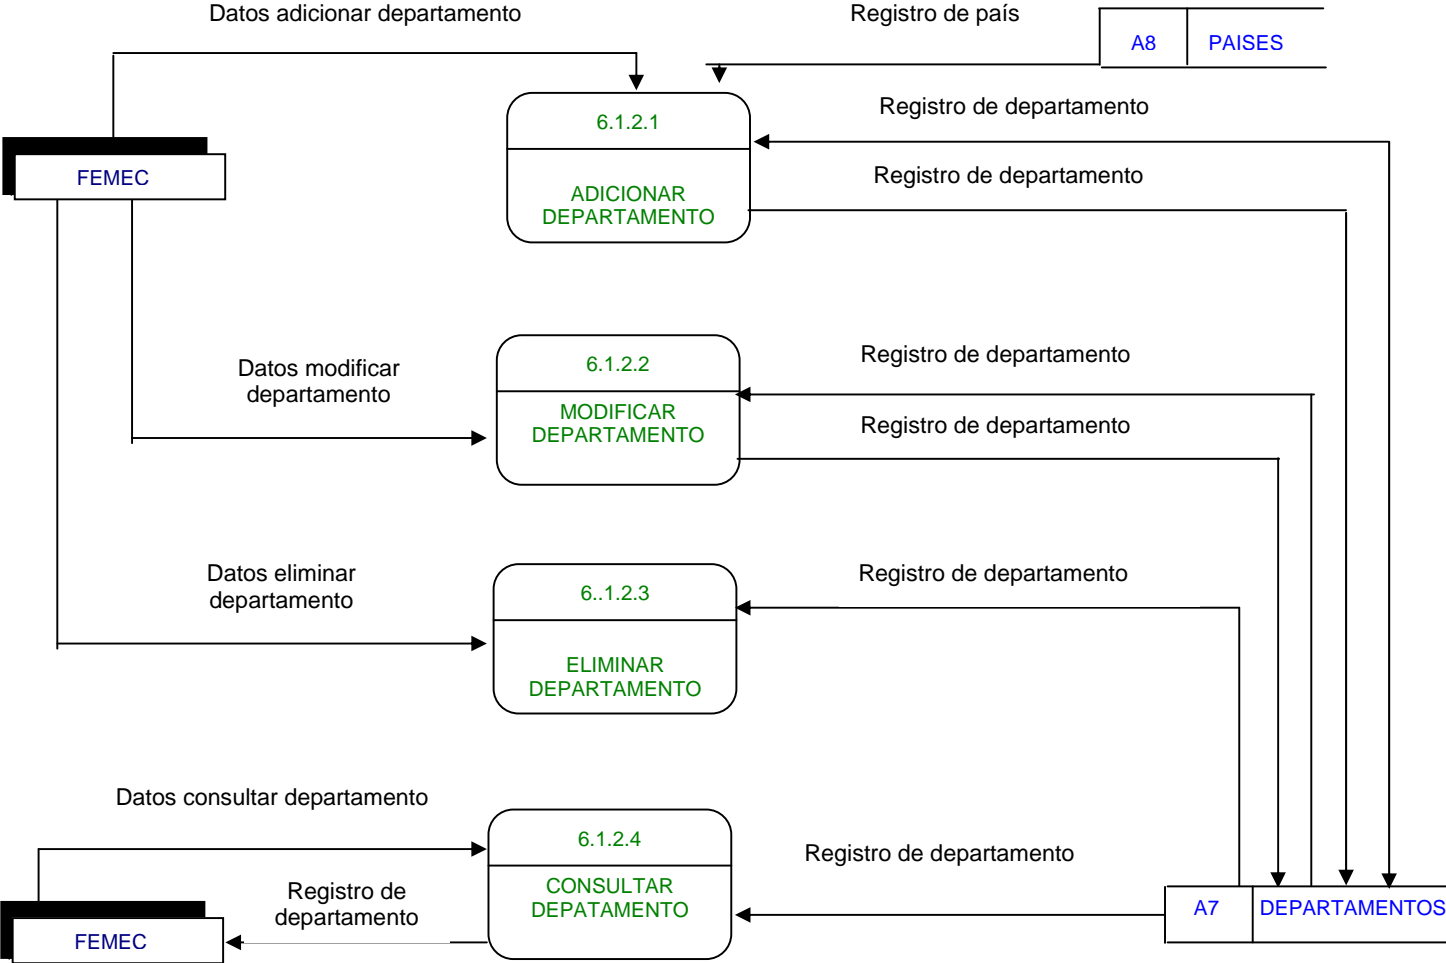 Datos adicionar departamento
Registro de país
A8
PAISES
6.1.2.1
ADICIONAR
DEPARTAMENTO
Registro de departamento
FEMEC
Registro de departamento
Datos modificar
departamento
6.1.2.2
MODIFICAR
DEPARTAMENTO
Registro de departamento
Registro de departamento
Datos eliminar
departamento
6..1.2.3
ELIMINAR
DEPARTAMENTO
Registro de departamento
Datos consultar departamento
6.1.2.4
CONSULTAR
DEPATAMENTO
Registro de departamento
Registro de
departamento
FEMEC
A7
DEPARTAMENTOS